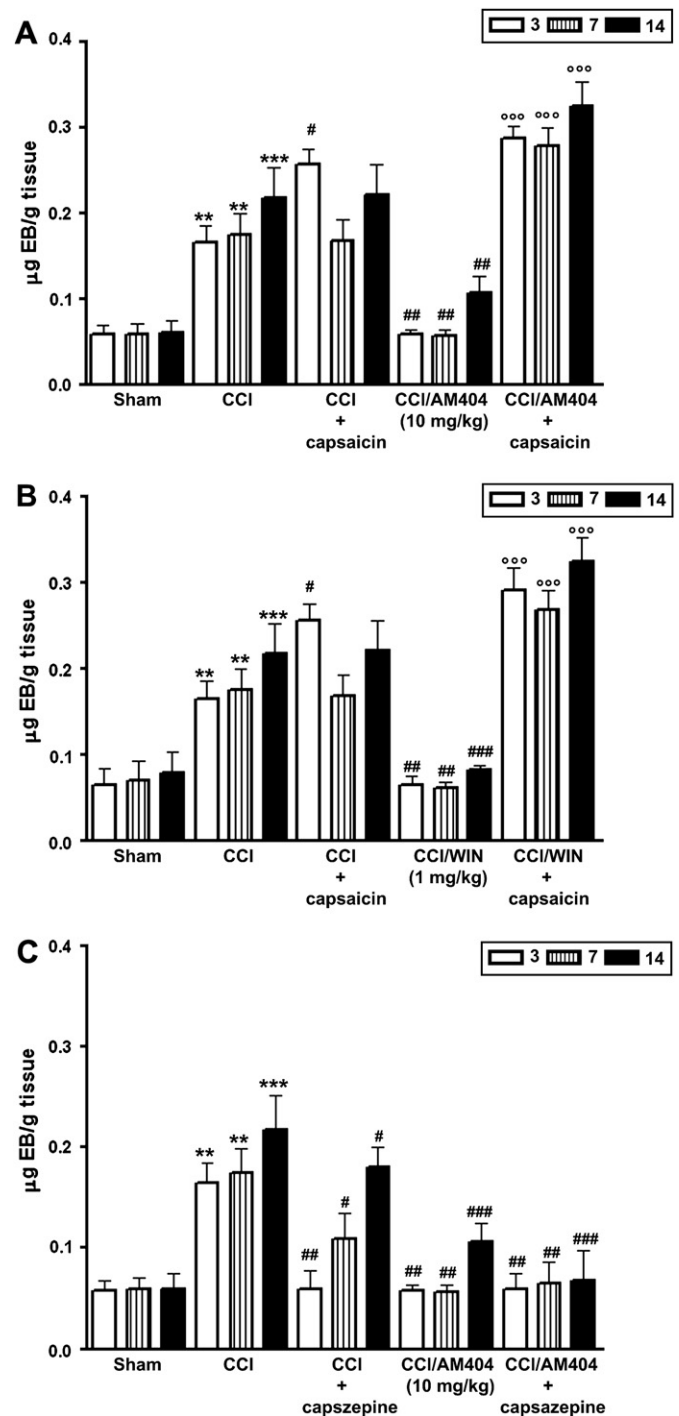 A
3 7 14
µg EB/g tissue
0.4
0.3
0.2
0.1
0.0
** ** *** # ## ## ## °°° °°° °°°
Sham CCI CCI CCI/AM404 CCI/AM404
+ (10 mg/kg) +
capsaicin capsaicin
B
3 7 14
µg EB/g tissue
0.4
0.3
0.2
0.1
0.0
** ** *** # ## ## ### °°° °°° °°°
Sham CCI CCI CCI/WIN CCI/WIN
+ (1 mg/kg) +
capsaicin capsaicin
C
3 7 14
µg EB/g tissue
0.4
0.3
0.2
0.1
0.0
** ** *** ## # # ## ## ### ## ## ###
Sham CCI CCI CCI/AM404 CCI/AM404
+ (10 mg/kg) +
capszepine capsazepine